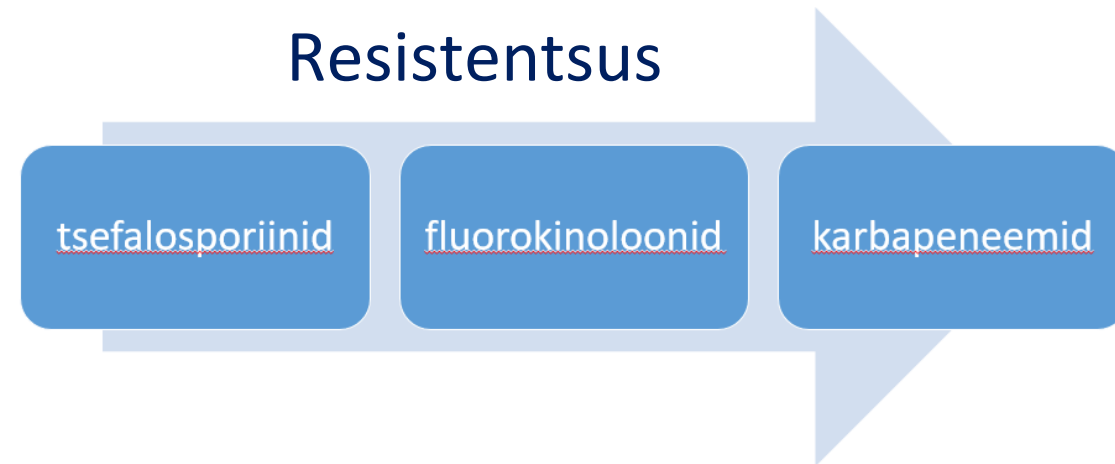 Resistentsus
tsefalosporiinid
fluorokinoloonid
karbapeneemid